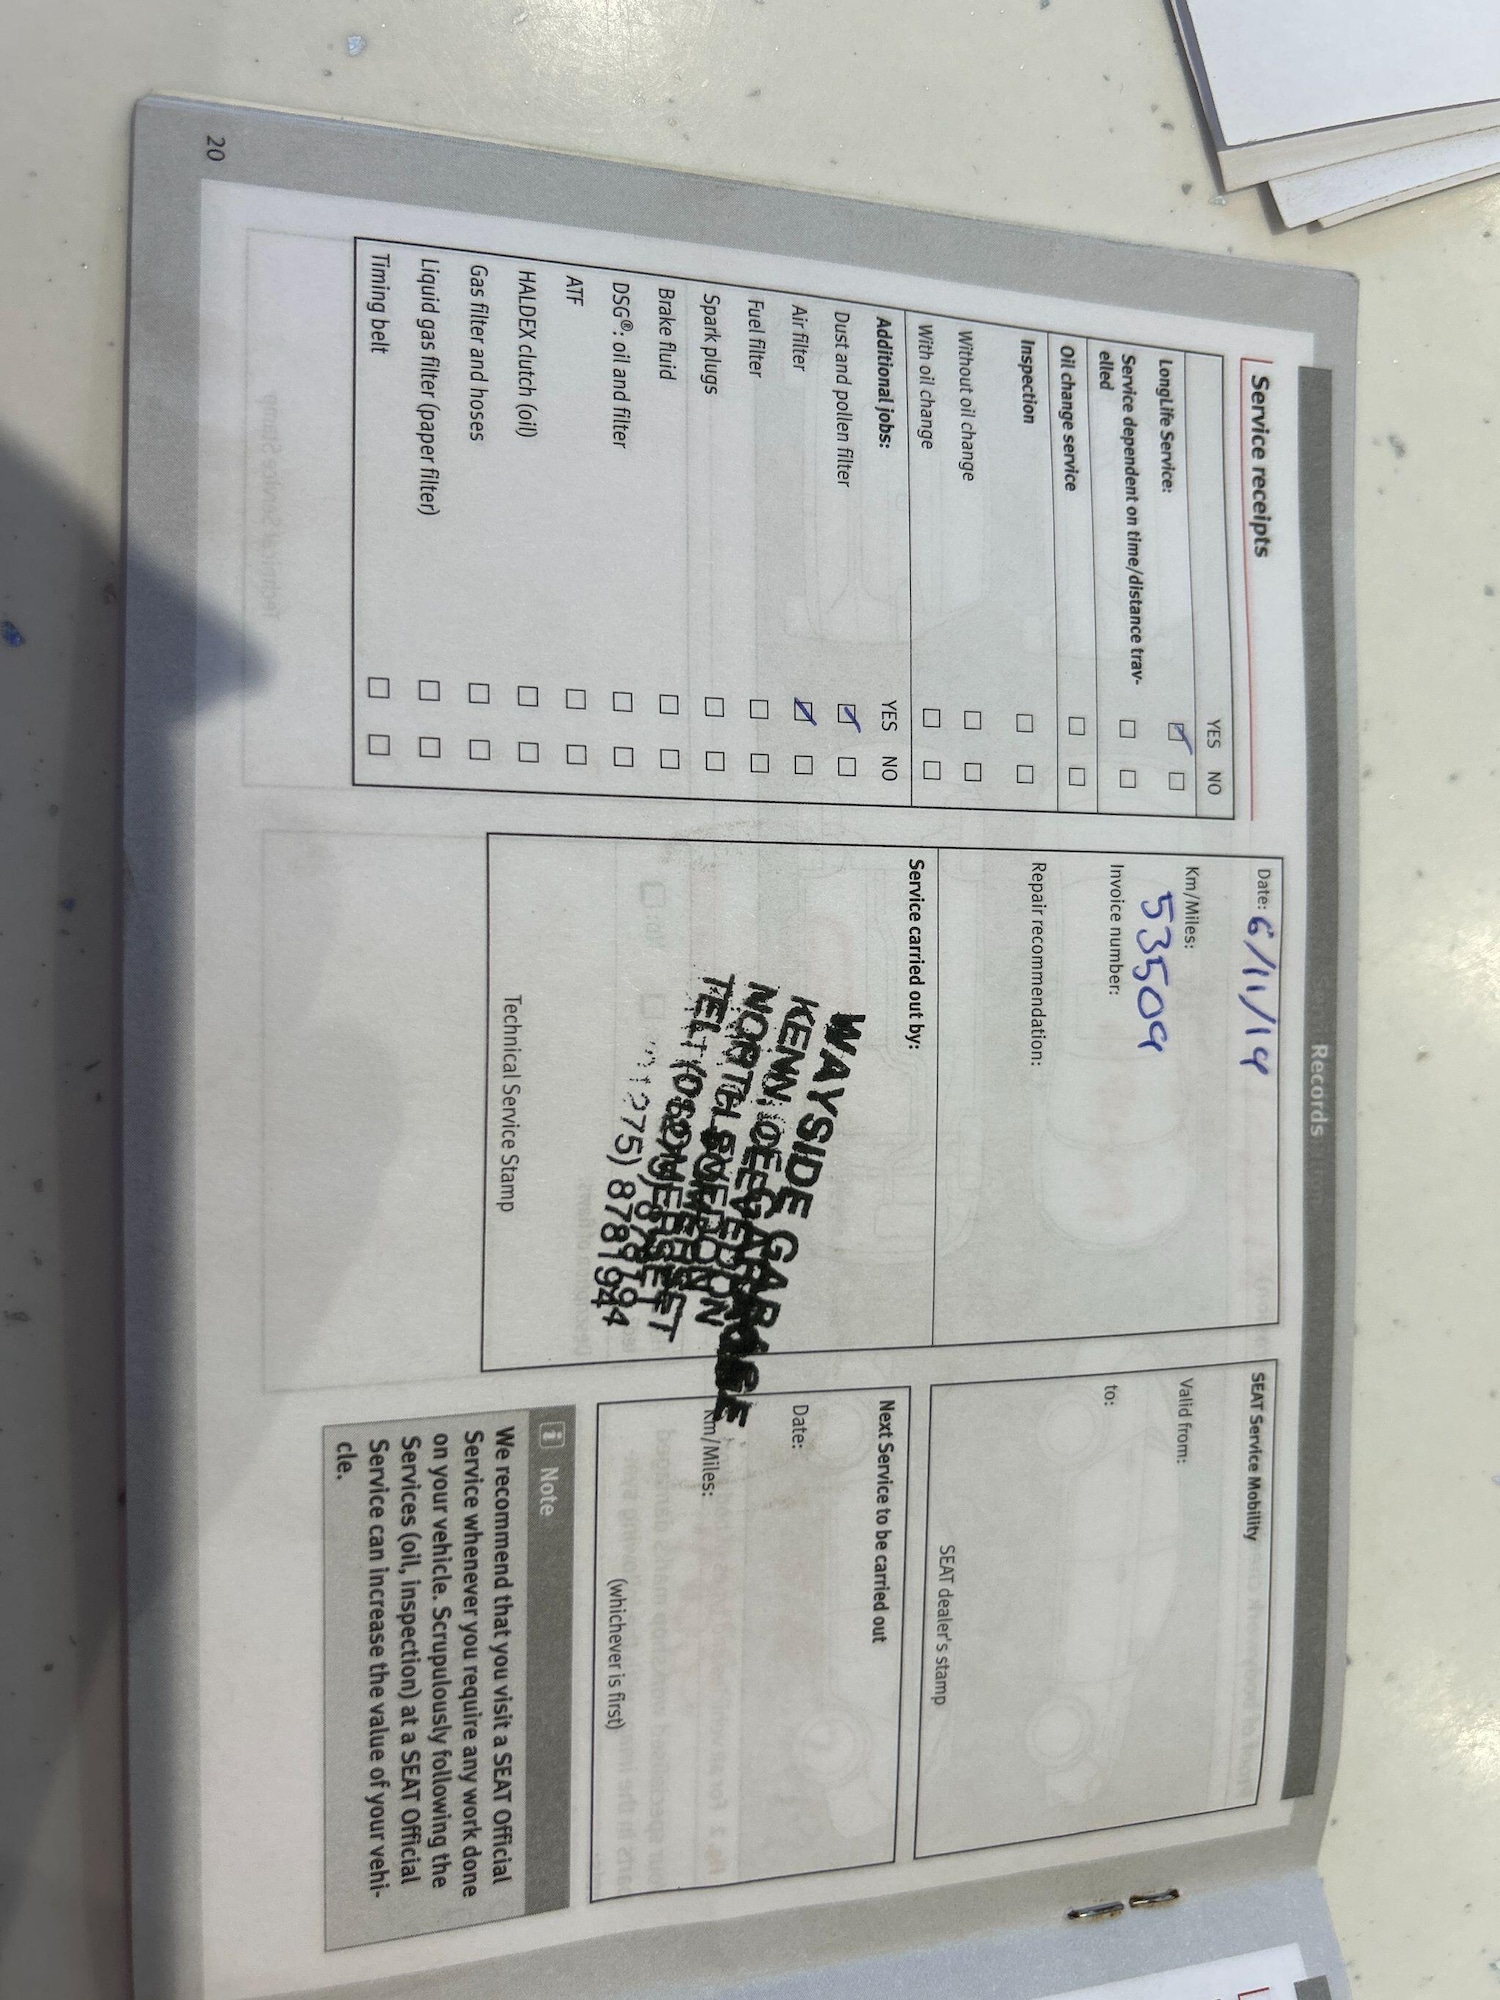 Records
Service receipts
YES NO
LongLife Service:
Service dependent on time/distance trav-
elled
Oil change service
Inspection
Without oil change
With oil change
Additional jobs: YES NO
Dust and pollen filter
Air filter
Fuel filter
Spark plugs
Brake fluid
DSG®: oil and filter
ATF
HALDEX clutch (oil)
Gas filter and hoses
Liquid gas filter (paper filter)
Timing belt
Date: 6/11/19
Km/Miles:
53509
Invoice number:
Repair recommendation:
Service carried out by:
WAYSIDE GARAGE
Technical Service Stamp
SEAT Service Mobility
Valid from:
to:
SEAT dealer's stamp
Next Service to be carried out
Date:
Km/Miles:
(whichever is first)
i Note
We recommend that you visit a SEAT Official
Service whenever you require any work done
on your vehicle. Scrupulously following the
Services (oil, inspection) at a SEAT Official
Service can increase the value of your vehi-
cle.
20